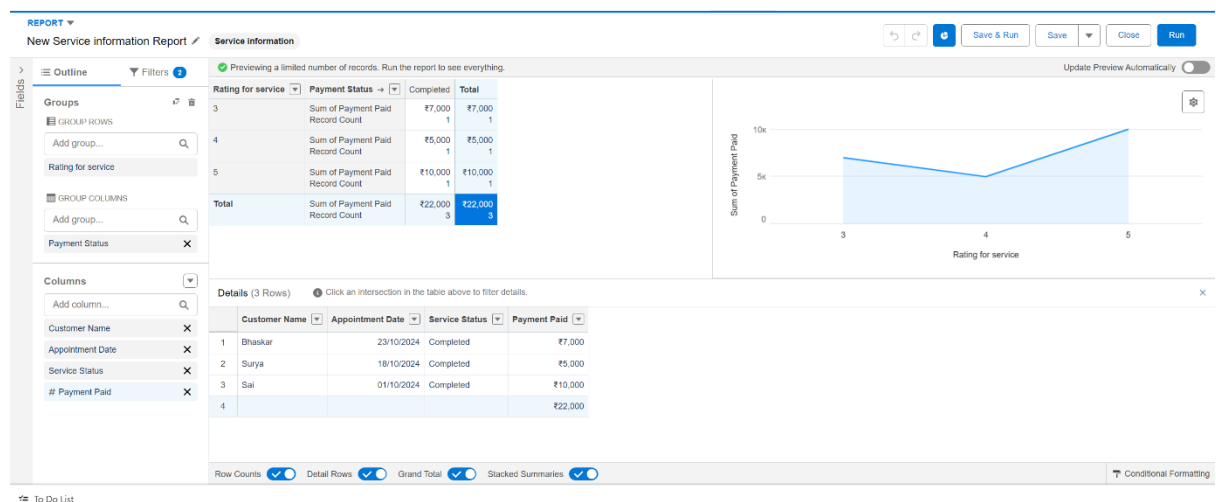 REPORT
New Service information Report Service information
Save & Run Save Close Run
Fields
Outline Filters 2
Previewing a limited number of records. Run the report to see everything.
Update Preview Automatically
Groups
GROUP ROWS
Add group...
Rating for service
GROUP COLUMNS
Add group...
Payment Status
Columns
Add column...
Customer Name
Appointment Date
Service Status
# Payment Paid
Rating for service Payment Status → Completed Total
3 Sum of Payment Paid ₹7,000 ₹7,000
Record Count 1 1
4 Sum of Payment Paid ₹5,000 ₹5,000
Record Count 1 1
5 Sum of Payment Paid ₹10,000 ₹10,000
Record Count 1 1
Total Sum of Payment Paid ₹22,000 ₹22,000
Record Count 3 3
Sum of Payment Paid
10K
5K
0
3 4 5
Rating for service
Details (3 Rows) Click an intersection in the table above to filter details.
Customer Name Appointment Date Service Status Payment Paid
1 Bhaskar 23/10/2024 Completed ₹7,000
2 Surya 18/10/2024 Completed ₹5,000
3 Sai 01/10/2024 Completed ₹10,000
4 ₹22,000
Row Counts Detail Rows Grand Total Stacked Summaries
Conditional Formatting
To Do List